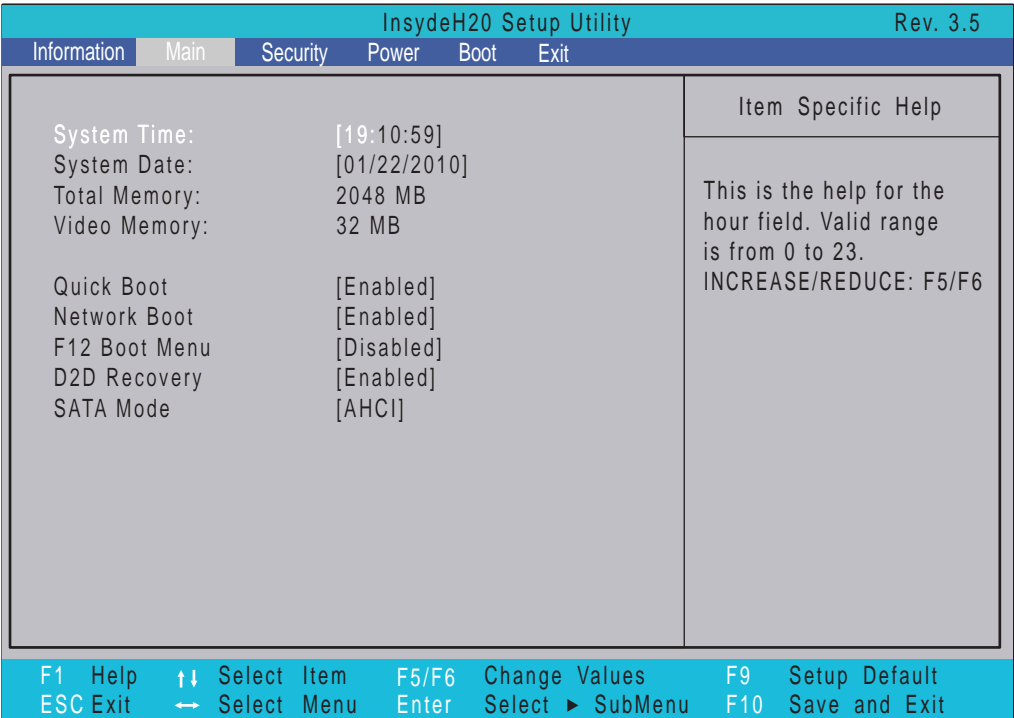 InsydeH20 Setup Utility Rev. 3.5
Information Main Security Power Boot Exit
System Time: [19:10:59]
System Date: [01/22/2010]
Total Memory: 2048 MB
Video Memory: 32 MB
Quick Boot [Enabled]
Network Boot [Enabled]
F12 Boot Menu [Disabled]
D2D Recovery [Enabled]
SATA Mode [AHCI]
Item Specific Help
This is the help for the
hour field. Valid range
is from 0 to 23.
INCREASE/REDUCE: F5/F6
F1 Help ↑↓ Select Item F5/F6 Change Values F9 Setup Default
ESC Exit ↔ Select Menu Enter Select ► SubMenu F10 Save and Exit